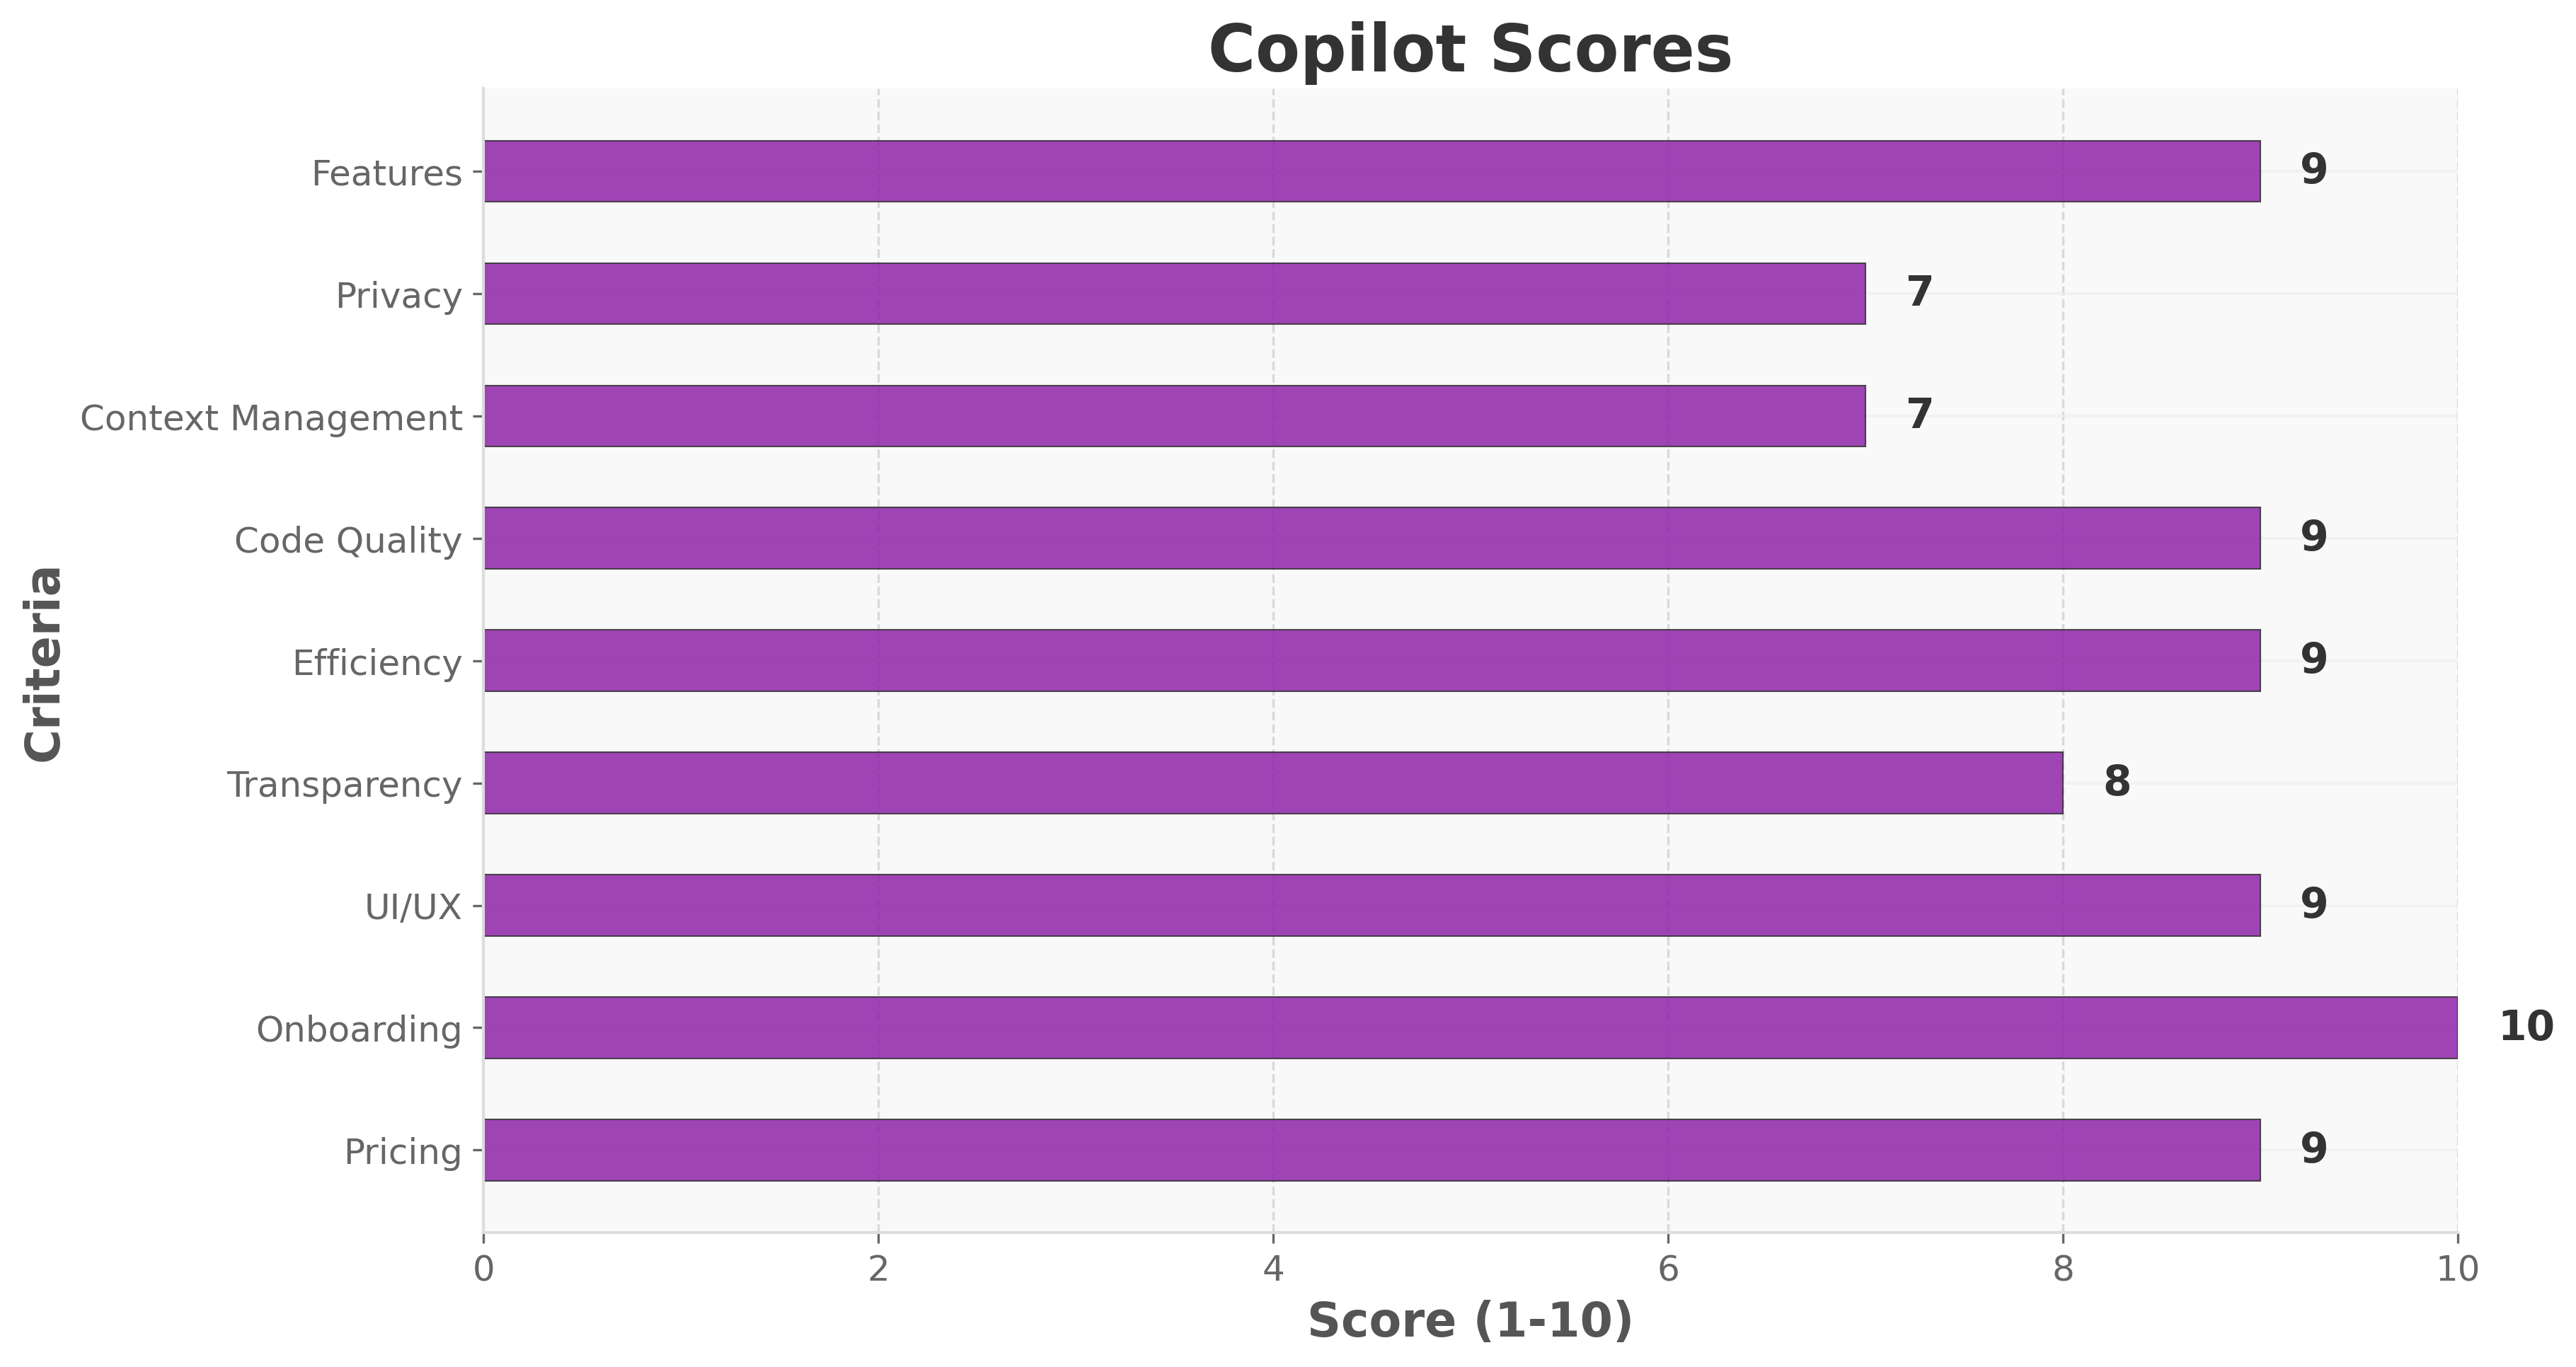 Copilot Scores
Features 9
Privacy 7
Context Management 7
Code Quality 9
Efficiency 9
Transparency 8
UI/UX 9
Onboarding 10
Pricing 9
Criteria
0 2 4 6 8 10
Score (1-10)